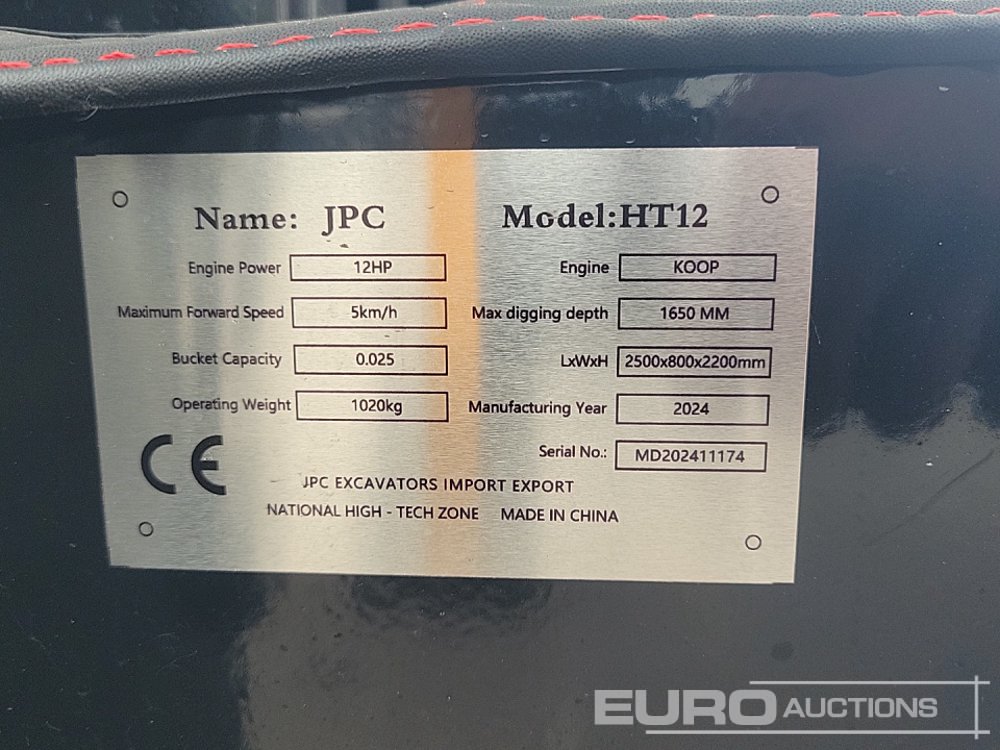 Name: JPC Model:HT12
Engine Power 12HP Engine KOOP
Maximum Forward Speed 5km/h Max digging depth 1650 MM
Bucket Capacity 0.025 LxWxH 2500x800x2200mm
Operating Weight 1020kg Manufacturing Year 2024
Serial No.: MD202411174
CE
JPC EXCAVATORS IMPORT EXPORT
NATIONAL HIGH - TECH ZONE MADE IN CHINA
EURO AUCTIONS